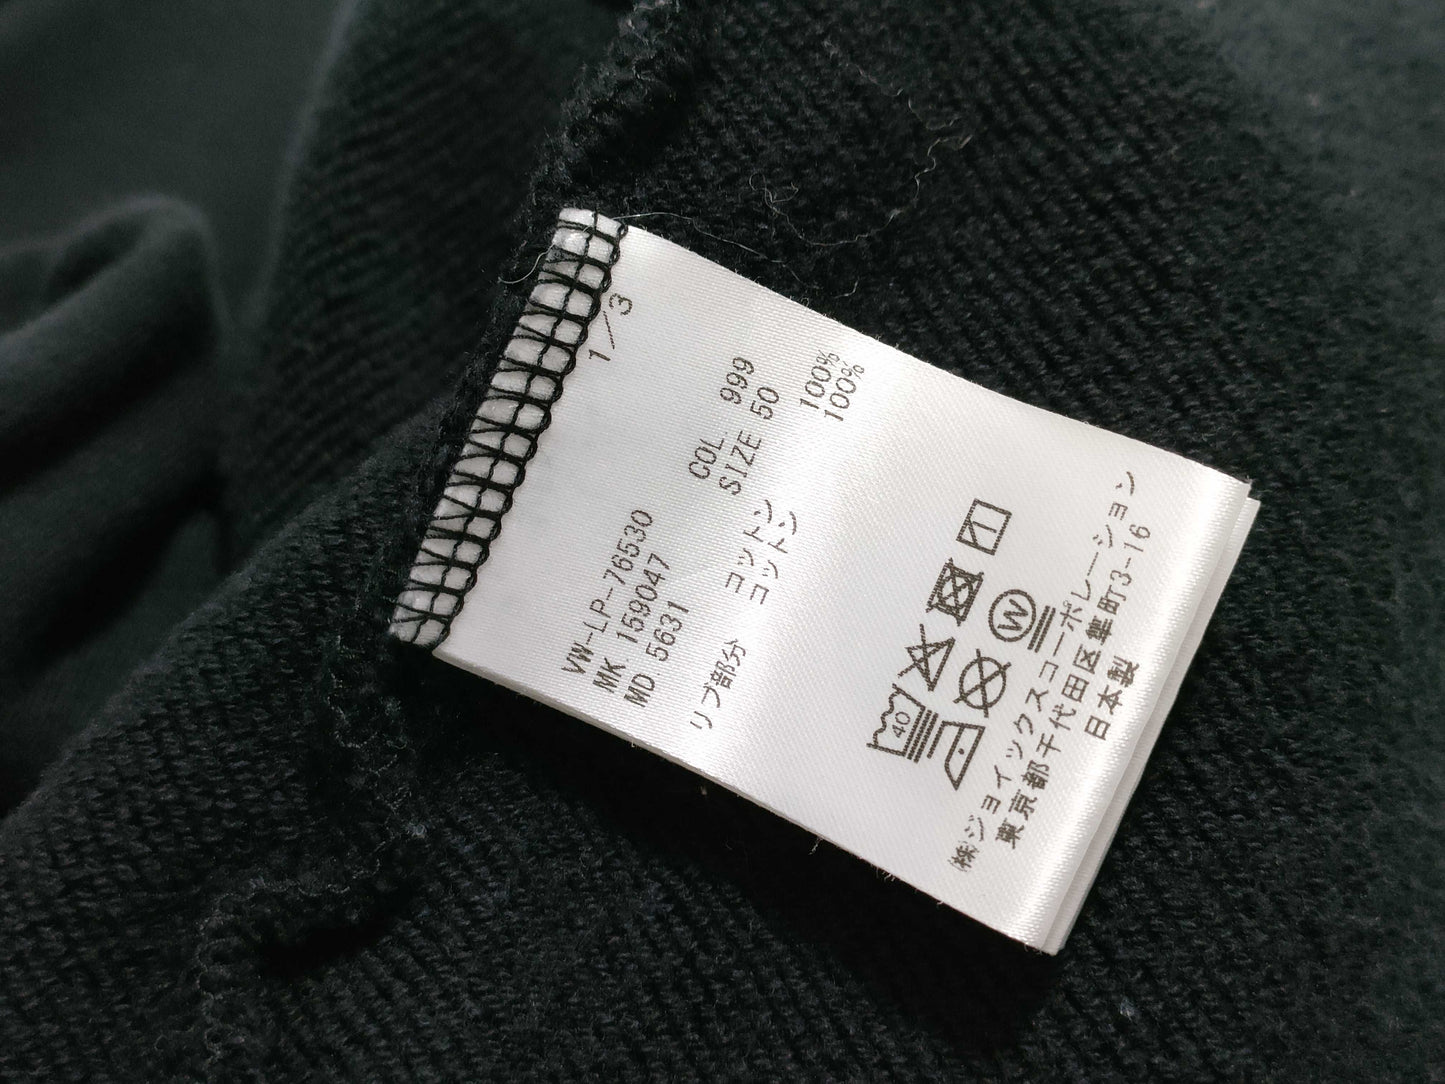 1/3
VW-LP-76530 COL 999
MK 159047 SIZE 50
MD 5631
コットン 100%
リブ部分 コットン 100%
40
W
㈱ジョイックスコーポレーション
東京都千代田区隼町3-16
日本製